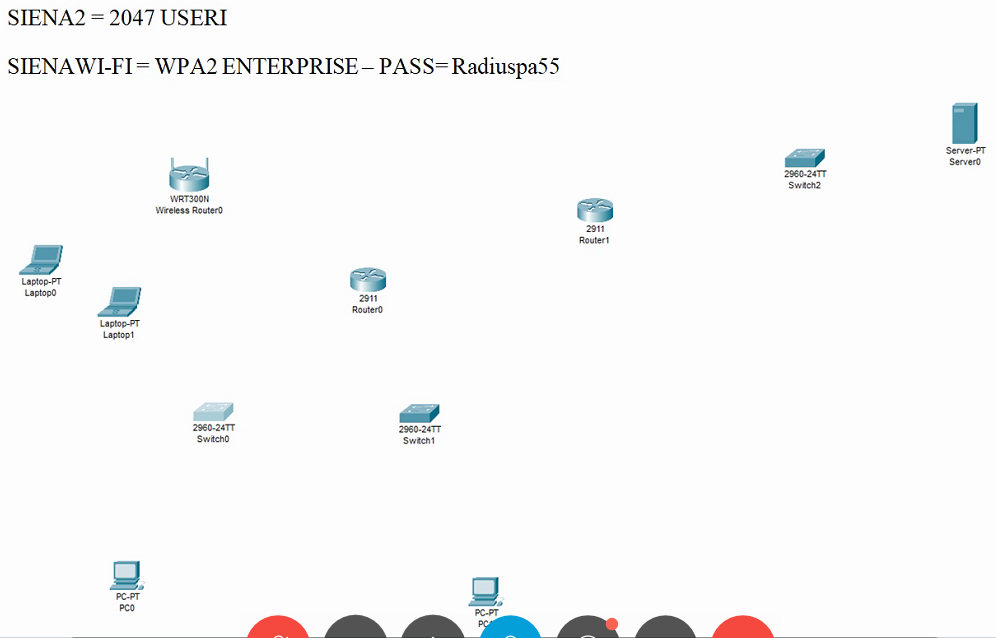 SIENA2 = 2047 USERI
SIENAWI-FI = WPA2 ENTERPRISE – PASS= Radiuspa55
Server-PT
Server0
2960-24TT
Switch2
WRT300N
Wireless Router0
2911
Router1
Laptop-PT
Laptop0
2911
Router0
Laptop-PT
Laptop1
2960-24TT
Switch0
2960-24TT
Switch1
PC-PT
PC0
PC-PT